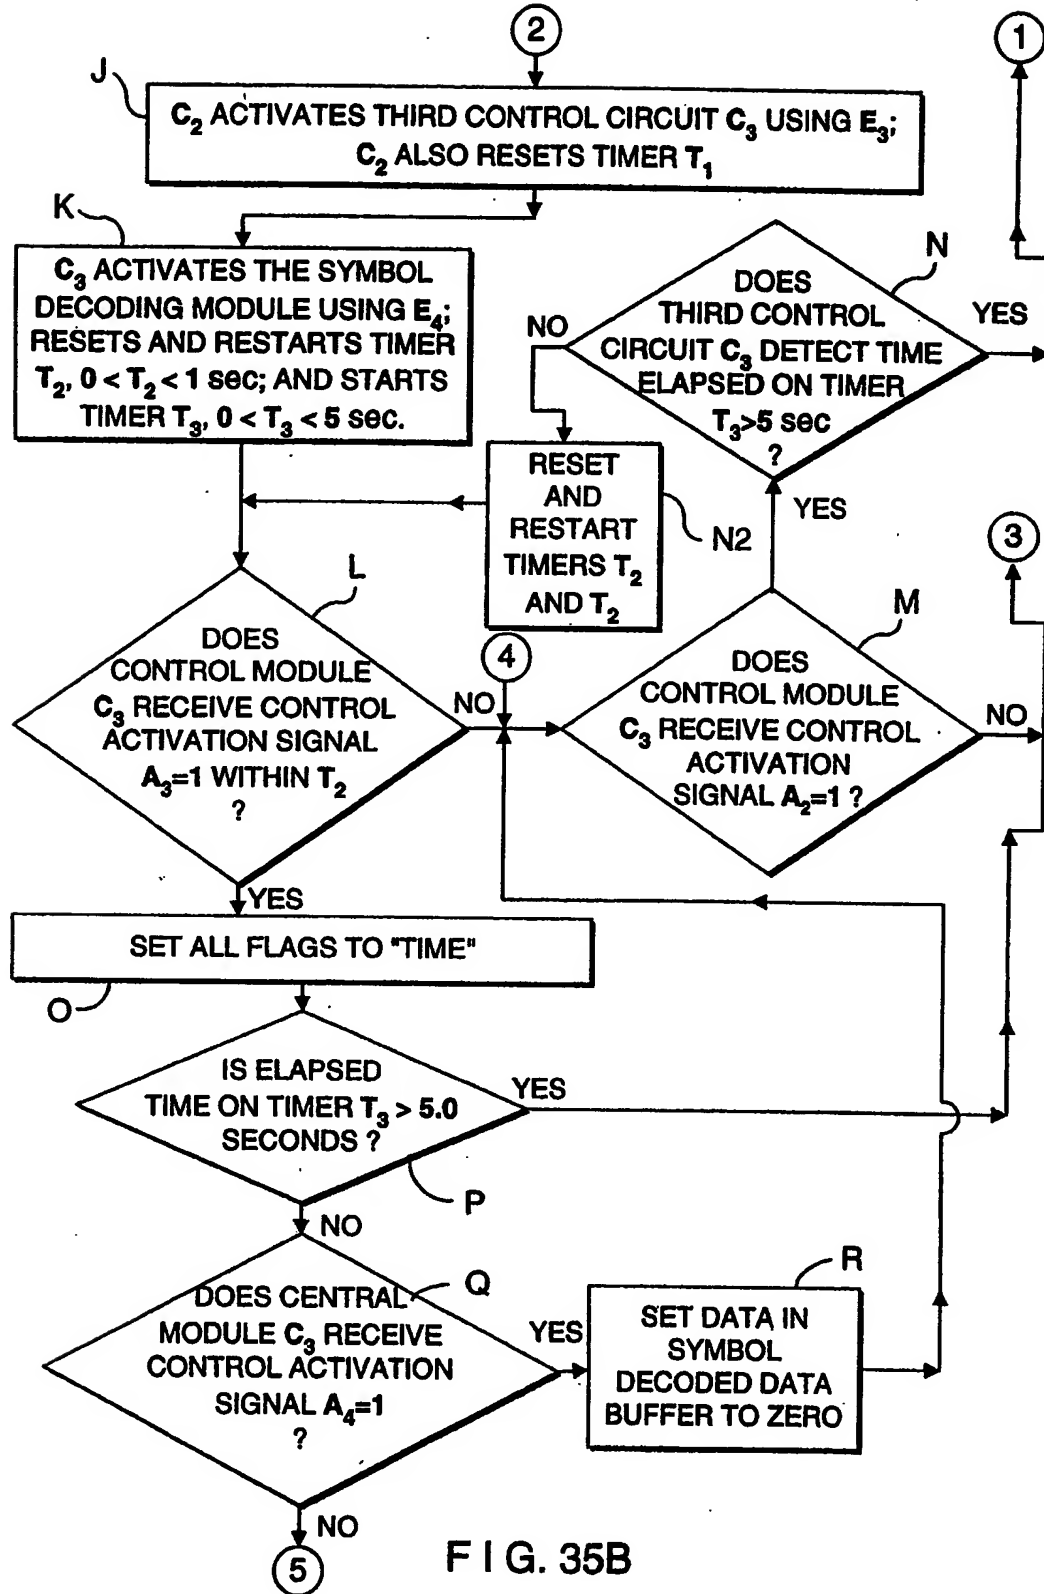 2
1
J
C₂ ACTIVATES THIRD CONTROL CIRCUIT C₃ USING E₃;
C₂ ALSO RESETS TIMER T₁
K
C₃ ACTIVATES THE SYMBOL
DECODING MODULE USING E₄;
RESETS AND RESTARTS TIMER
T₂, 0 < T₂ < 1 sec; AND STARTS
TIMER T₃, 0 < T₃ < 5 sec.
N
DOES
THIRD CONTROL
CIRCUIT C₃ DETECT TIME
ELAPSED ON TIMER
T₃>5 sec
?
NO
YES
RESET
AND
RESTART
TIMERS T₂
AND T₂
N2
YES
3
L
DOES
CONTROL MODULE
C₃ RECEIVE CONTROL
ACTIVATION SIGNAL
A₃=1 WITHIN T₂
?
NO
4
M
DOES
CONTROL MODULE
C₃ RECEIVE CONTROL
ACTIVATION
SIGNAL A₂=1 ?
NO
YES
SET ALL FLAGS TO "TIME"
O
IS ELAPSED
TIME ON TIMER T₃ > 5.0
SECONDS ?
YES
P
NO
Q
DOES CENTRAL
MODULE C₃ RECEIVE
CONTROL ACTIVATION
SIGNAL A₄=1
?
YES
R
SET DATA IN
SYMBOL
DECODED DATA
BUFFER TO ZERO
NO
5
FIG. 35B